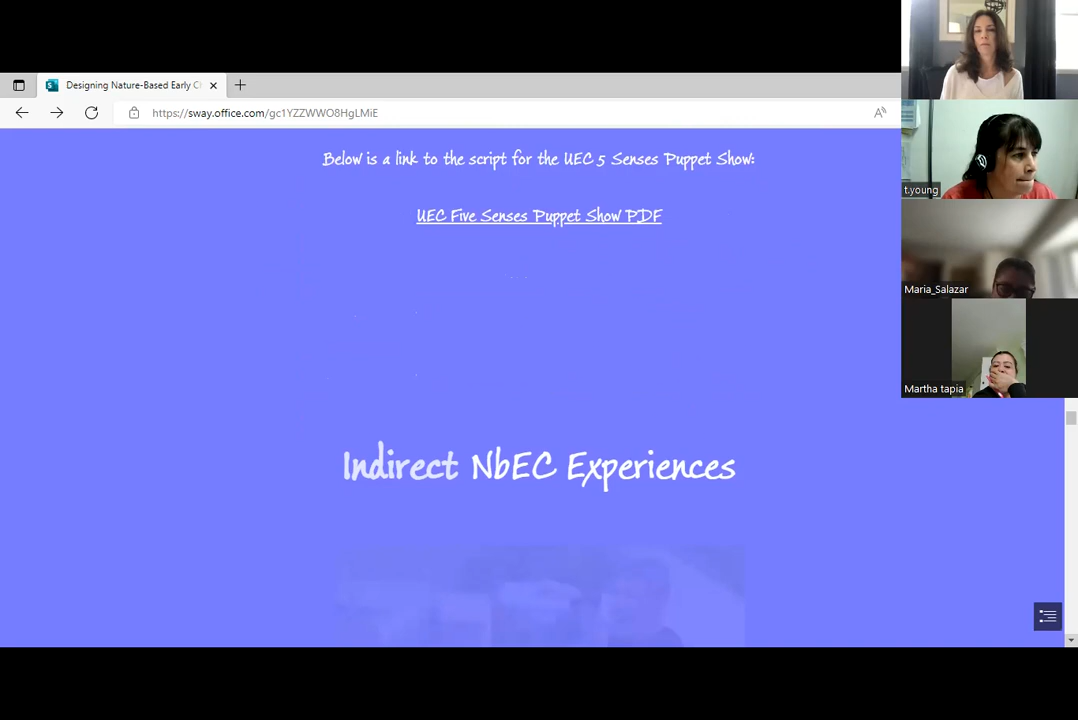 Designing Nature-Based Early C
https://sway.office.com/gc1YZZWWO8HgLMiE
Below is a link to the script for the UEC 5 Senses Puppet Show:
UEC Five Senses Puppet Show PDF
Indirect NbEC Experiences
t.young
Maria_Salazar
Martha tapia